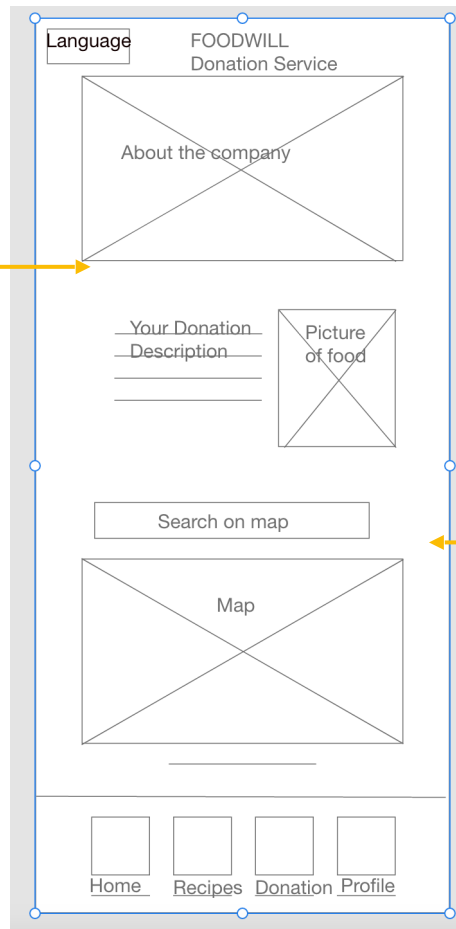 Language
FOODWILL
Donation Service
About the company
Your Donation
Description
Picture
of food
Search on map
Map
Home
Recipes
Donation
Profile